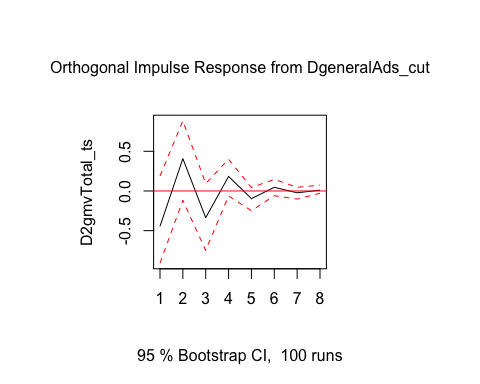 Orthogonal Impulse Response from DgeneralAds_cut
D2gmvTotal_ts
0.5
0.0
-0.5
1 2 3 4 5 6 7 8
95 % Bootstrap CI, 100 runs